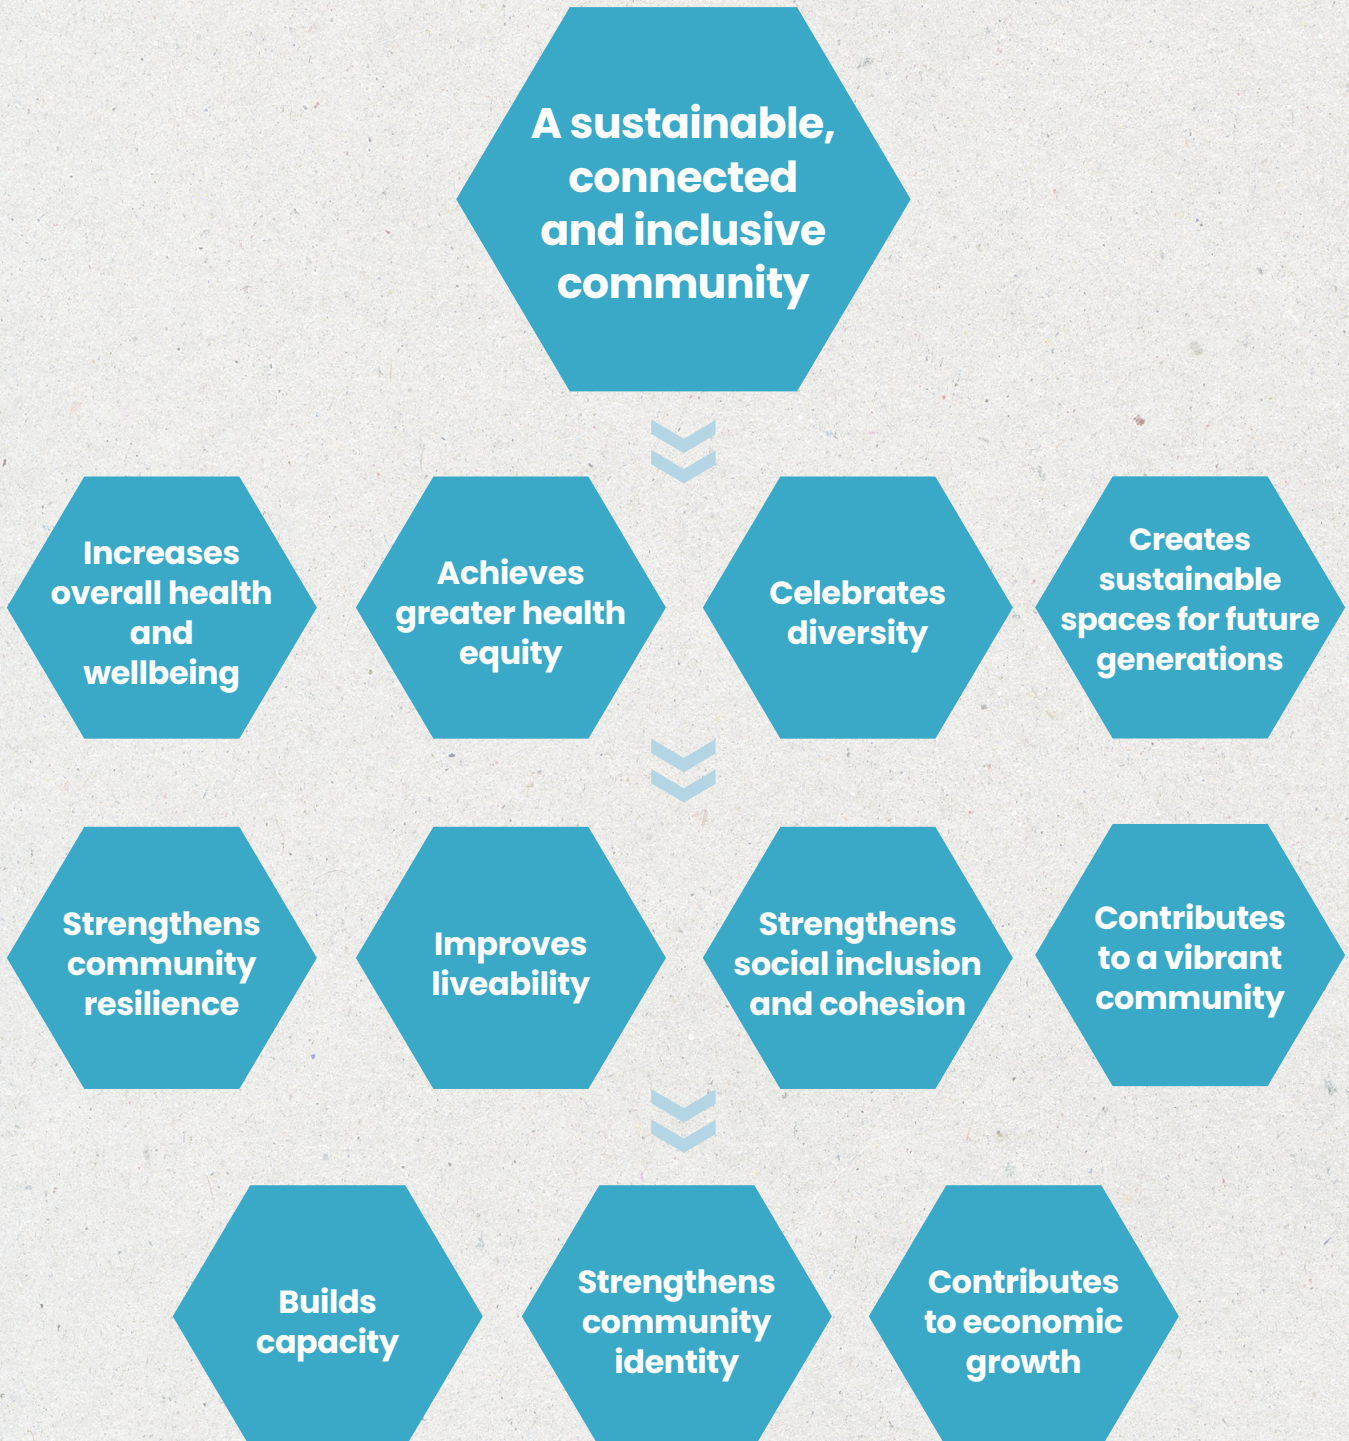 A sustainable,
connected
and inclusive
community
Increases
overall health
and
wellbeing
Achieves
greater health
equity
Celebrates
diversity
Creates
sustainable
spaces for future
generations
Strengthens
community
resilience
Improves
liveability
Strengthens
social inclusion
and cohesion
Contributes
to a vibrant
community
Builds
capacity
Strengthens
community
identity
Contributes
to economic
growth